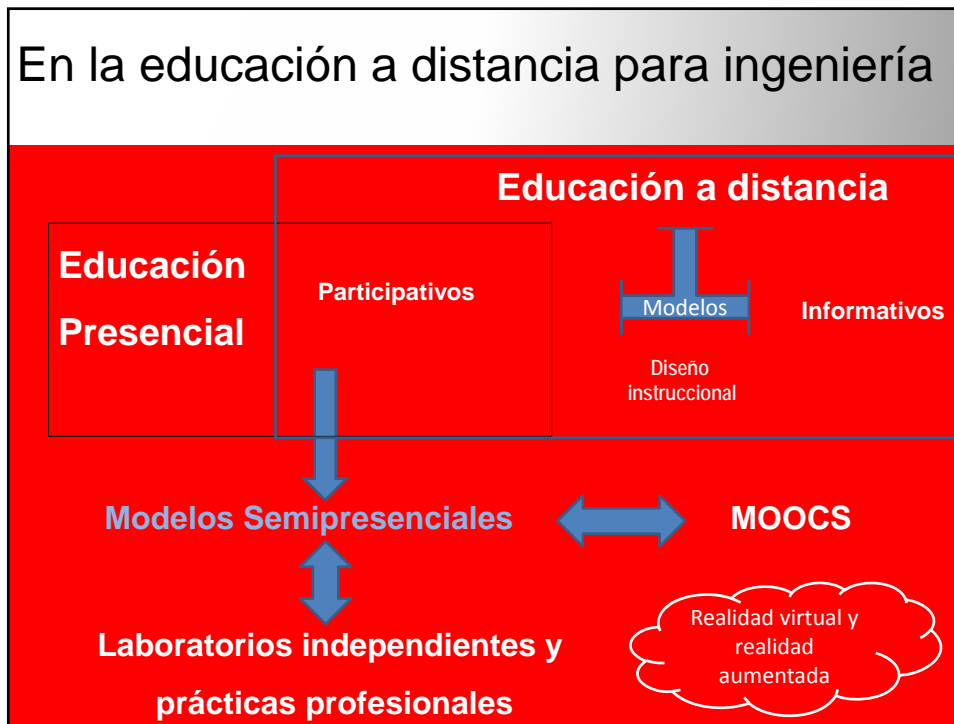 En la educación a distancia para ingeniería
Educación a distancia
Educación
Presencial
Participativos
Modelos
Informativos
Diseño
instruccional
Modelos Semipresenciales
MOOCS
Laboratorios independientes y
prácticas profesionales
Realidad virtual y
realidad
aumentada